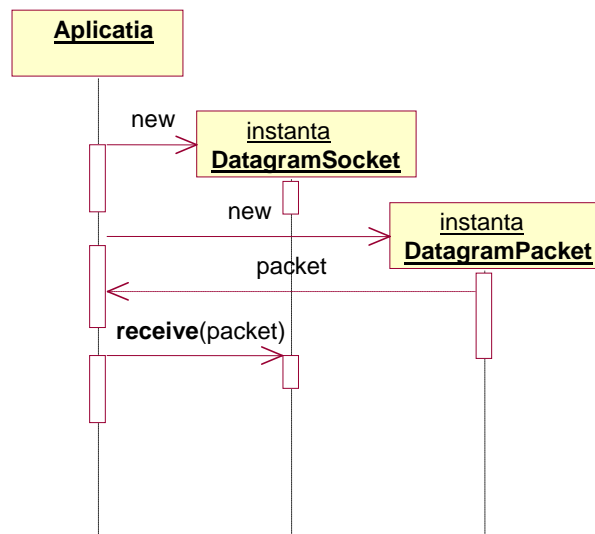 Aplicatia
new
instanta
DatagramSocket
new
instanta
DatagramPacket
packet
receive(packet)